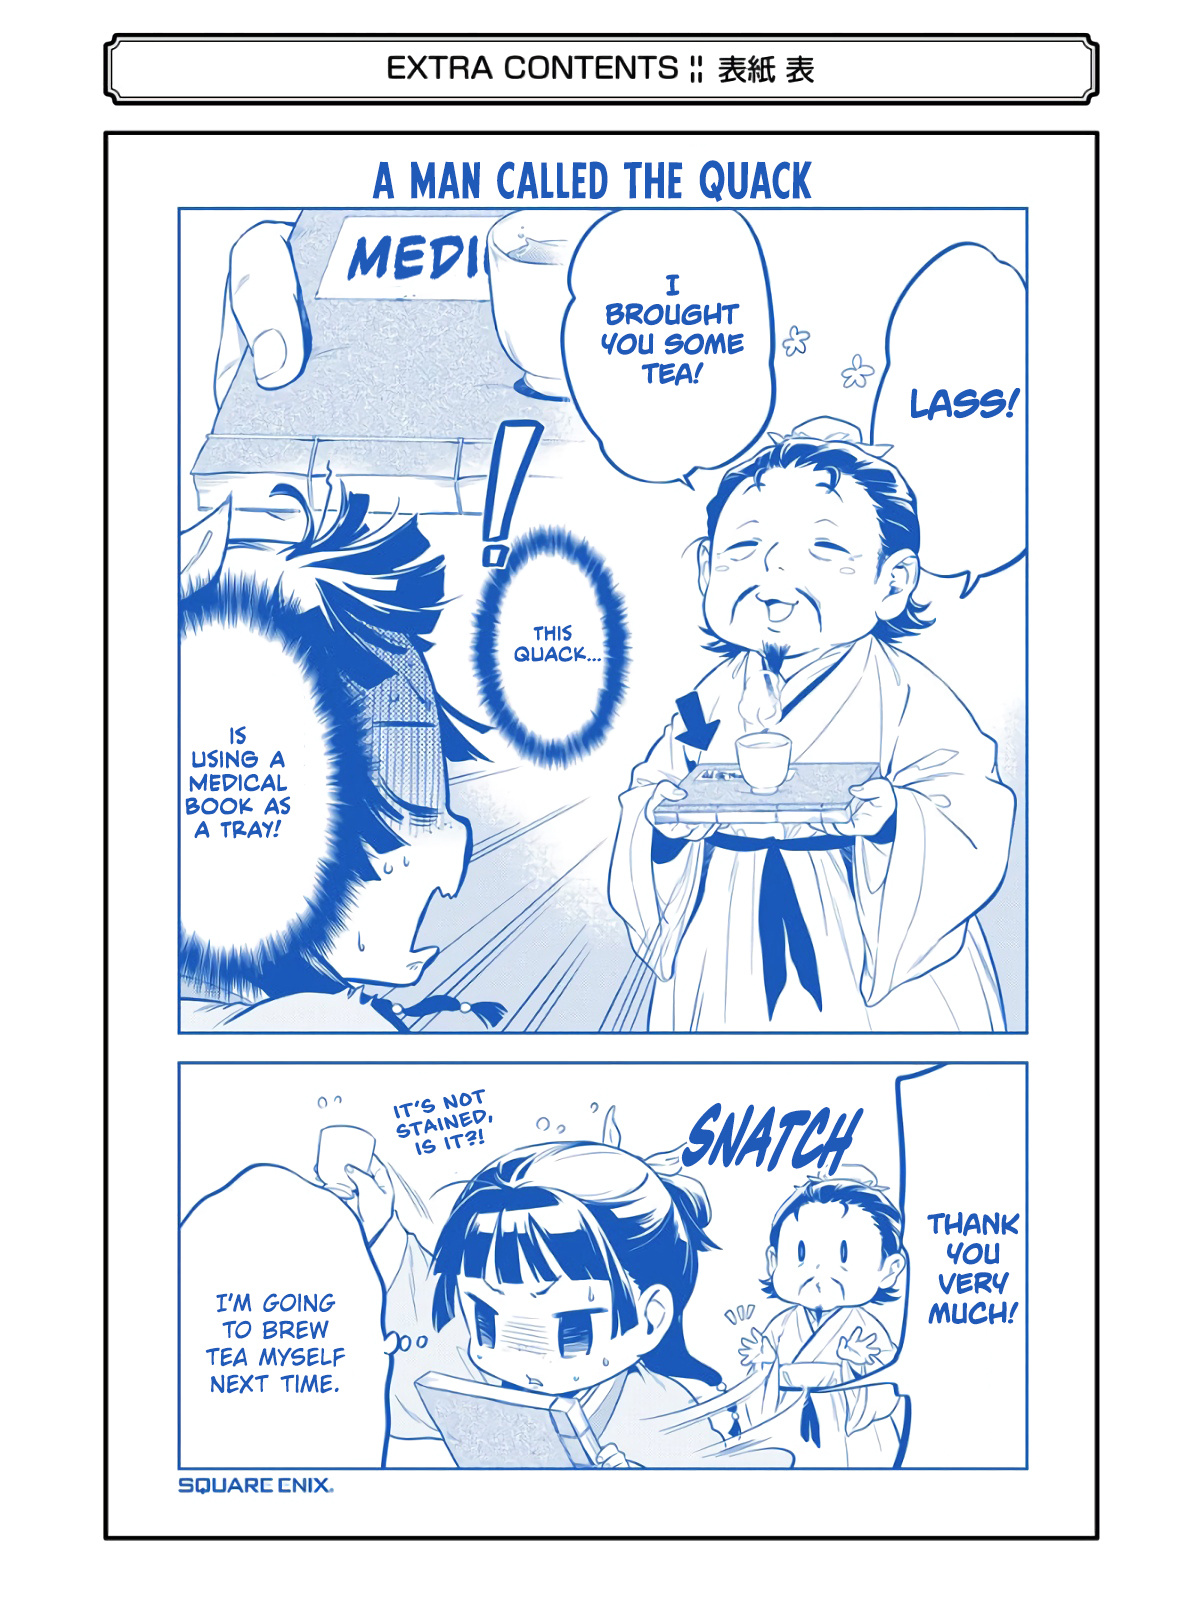 EXTRA CONTENTS :: 表紙 表
A MAN CALLED THE QUACK
LASS!
I
BROUGHT
YOU SOME
TEA!
MEDI
!
THIS
QUACK...
IS
USING A
MEDICAL
BOOK AS
A TRAY!
THANK
YOU
VERY
MUCH!
SNATCH
IT'S NOT
STAINED,
IS IT?!
I'M GOING
TO BREW
TEA MYSELF
NEXT TIME.
SQUARE ENIX®